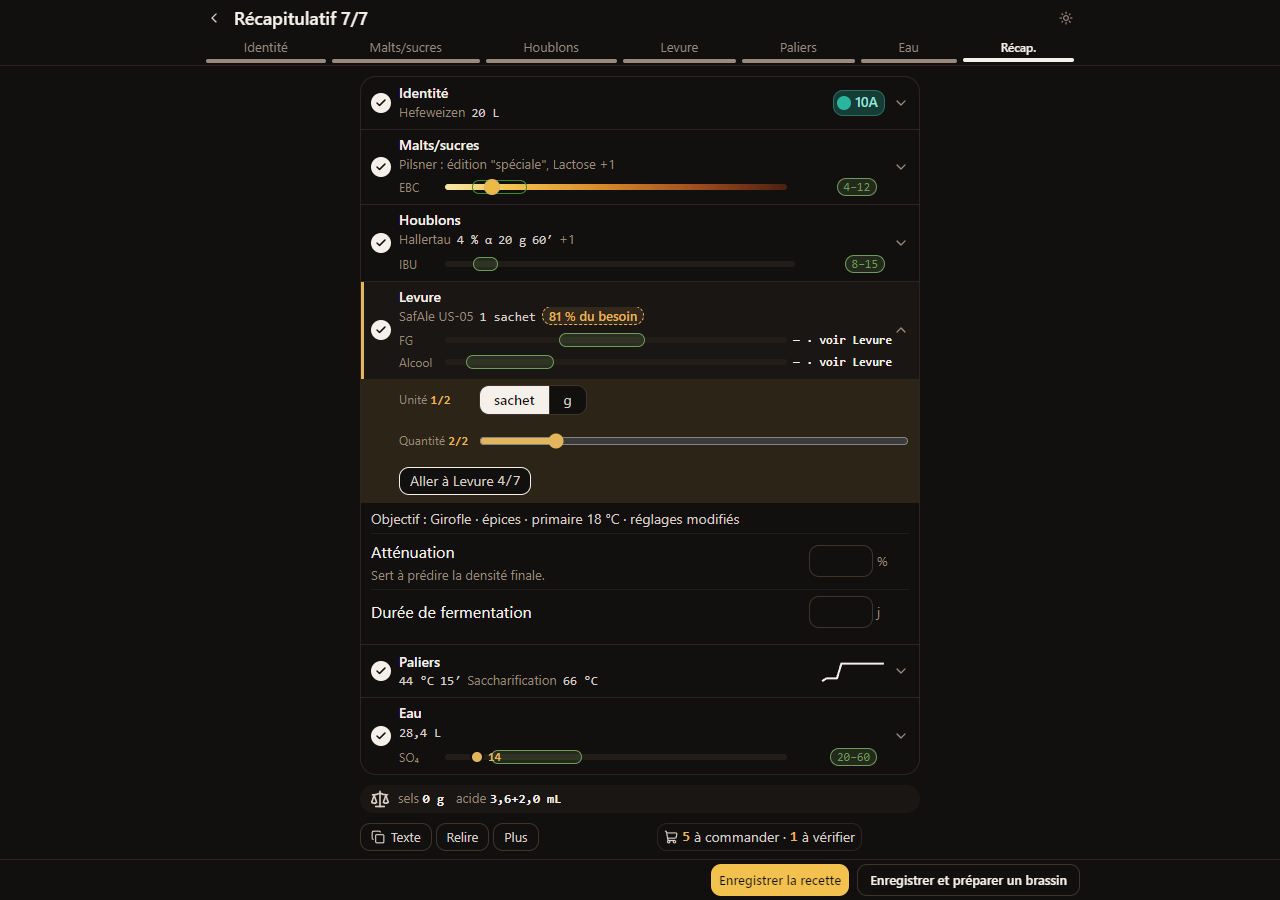 Récapitulatif 7/7
Identité Malts/sucres Houblons Levure Paliers Eau Récap.
Identité
Hefeweizen 20 L
10A
Malts/sucres
Pilsner : édition "spéciale", Lactose +1
EBC 4–12
Houblons
Hallertau 4 % α 20 g 60′ +1
IBU 8–15
Levure
SafAle US-05 1 sachet 81 % du besoin
FG — · voir Levure
Alcool — · voir Levure
Unité 1/2 sachet g
Quantité 2/2
Aller à Levure 4/7
Objectif : Girofle · épices · primaire 18 °C · réglages modifiés
Atténuation
%
Sert à prédire la densité finale.
Durée de fermentation j
Paliers
44 °C 15′ Saccharification 66 °C
Eau
28,4 L
SO₄ 14 20–60
sels 0 g acide 3,6+2,0 mL
Texte Relire Plus 5 à commander · 1 à vérifier
Enregistrer la recette Enregistrer et préparer un brassin